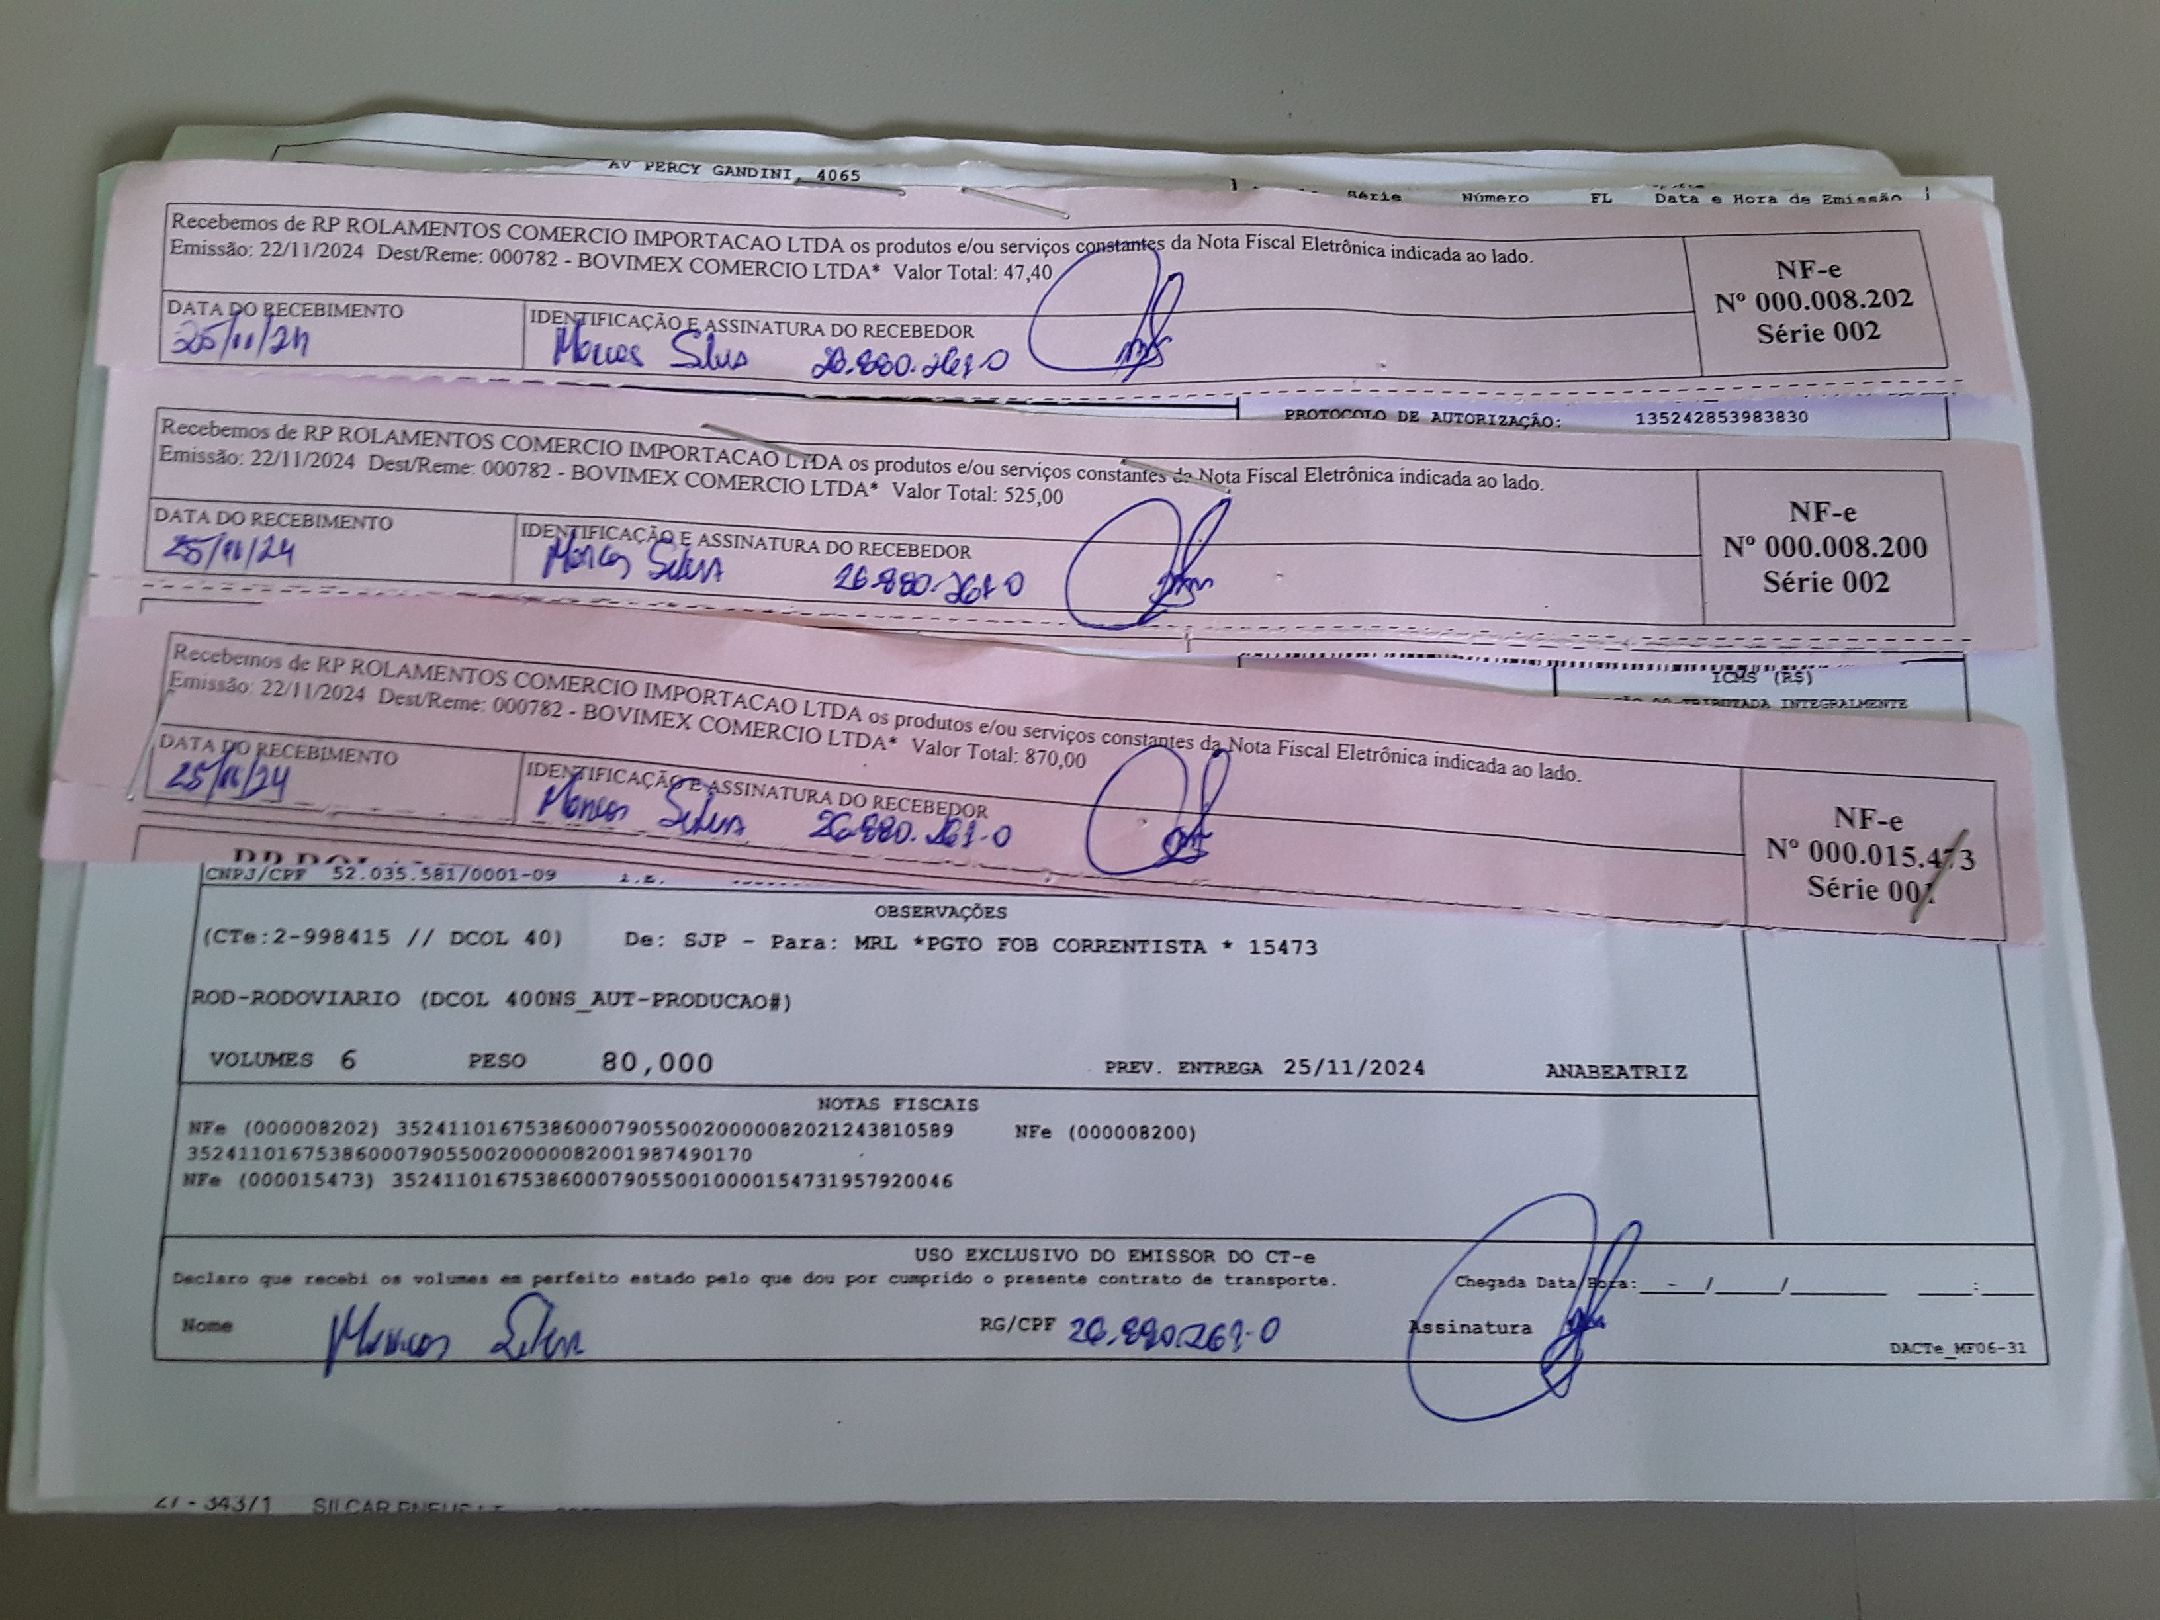 AV PERCY GANDINI, 4065
Série Número FL Data e Hora de Emissão
Recebemos de RP ROLAMENTOS COMERCIO IMPORTACAO LTDA os produtos e/ou serviços constantes da Nota Fiscal Eletrônica indicada ao lado.
Emissão: 22/11/2024 Dest/Reme: 000782 - BOVIMEX COMERCIO LTDA* Valor Total: 47,40
NF-e
Nº 000.008.202
Série 002
DATA DO RECEBIMENTO IDENTIFICAÇÃO E ASSINATURA DO RECEBEDOR
25/11/24 Marcos Silva 26.880.261-0
PROTOCOLO DE AUTORIZAÇÃO: 135242853983830
Recebemos de RP ROLAMENTOS COMERCIO IMPORTACAO LTDA os produtos e/ou serviços constantes da Nota Fiscal Eletrônica indicada ao lado.
Emissão: 22/11/2024 Dest/Reme: 000782 - BOVIMEX COMERCIO LTDA* Valor Total: 525,00
NF-e
Nº 000.008.200
Série 002
DATA DO RECEBIMENTO IDENTIFICAÇÃO E ASSINATURA DO RECEBEDOR
25/11/24 Marcos Silva 26.880.261-0
ICMS (R$)
TRIBUTADA INTEGRALMENTE
Recebemos de RP ROLAMENTOS COMERCIO IMPORTACAO LTDA os produtos e/ou serviços constantes da Nota Fiscal Eletrônica indicada ao lado.
Emissão: 22/11/2024 Dest/Reme: 000782 - BOVIMEX COMERCIO LTDA* Valor Total: 870,00
NF-e
Nº 000.015.473
Série 001
DATA DO RECEBIMENTO IDENTIFICAÇÃO E ASSINATURA DO RECEBEDOR
25/11/24 Marcos Silva 26.880.261-0
CNPJ/CPF 52.035.581/0001-09 I.E.
OBSERVAÇÕES
(CTe:2-998415 // DCOL 40) De: SJP - Para: MRL *PGTO FOB CORRENTISTA * 15473
ROD-RODOVIARIO (DCOL 400NS_AUT-PRODUCAO#)
VOLUMES 6 PESO 80,000 PREV. ENTREGA 25/11/2024 ANABEATRIZ
NOTAS FISCAIS
NFe (000008202) 35241101675386000790550020000082021243810589 NFe (000008200)
35241101675386000790550020000082001987490170
NFe (000015473) 35241101675386000790550010000154731957920046
USO EXCLUSIVO DO EMISSOR DO CT-e
Declaro que recebi os volumes em perfeito estado pelo que dou por cumprido o presente contrato de transporte. Chegada Data/Hora:
Nome Marcos Silva RG/CPF 26.880.261-0 Assinatura
DACTe_MF06-31
27 - 34371 SILCAR PNEUS LT